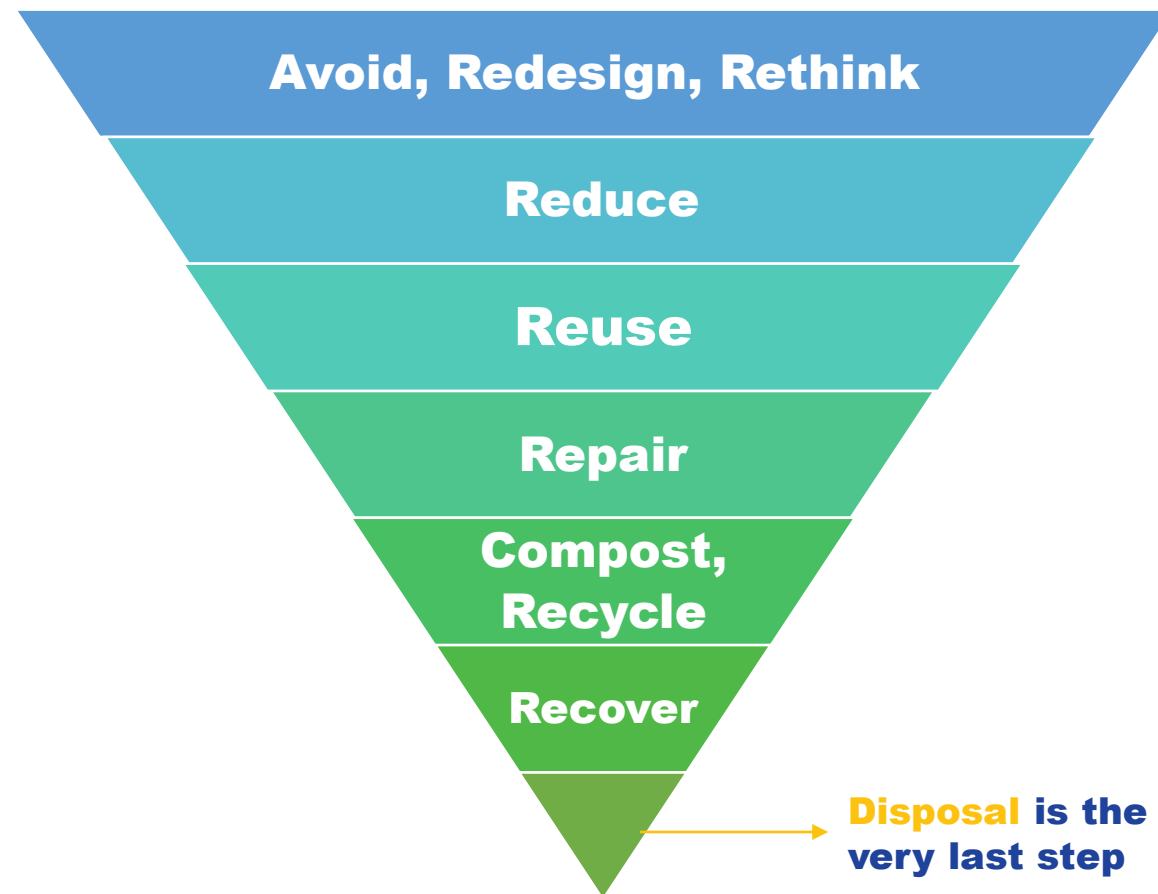 Avoid, Redesign, Rethink
Reduce
Reuse
Repair
Compost,
Recycle
Recover
Disposal is the
very last step